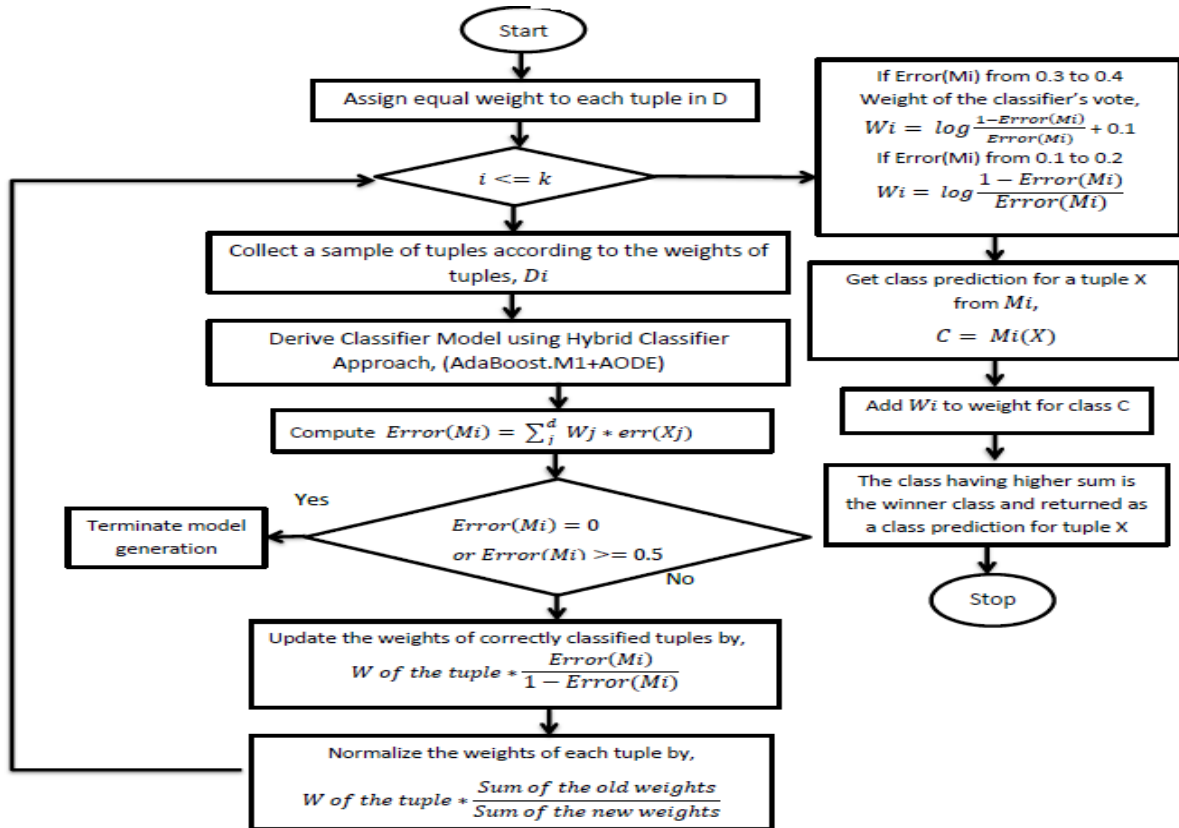 Start
Assign equal weight to each tuple in D
i <= k
Collect a sample of tuples according to the weights of
tuples, Di
Derive Classifier Model using Hybrid Classifier
Approach, (AdaBoost.M1+AODE)
Compute Error(Mi) = ∑_j^d Wj * err(Xj)
Yes
Error(Mi) = 0
or Error(Mi) >= 0.5
No
Terminate model
generation
Update the weights of correctly classified tuples by,
W of the tuple * Error(Mi) / 1 − Error(Mi)
Normalize the weights of each tuple by,
W of the tuple * Sum of the old weights / Sum of the new weights
If Error(Mi) from 0.3 to 0.4
Weight of the classifier's vote,
Wi = log 1−Error(Mi) / Error(Mi) + 0.1
If Error(Mi) from 0.1 to 0.2
Wi = log 1 − Error(Mi) / Error(Mi)
Get class prediction for a tuple X
from Mi,
C = Mi(X)
Add Wi to weight for class C
The class having higher sum is
the winner class and returned as
a class prediction for tuple X
Stop